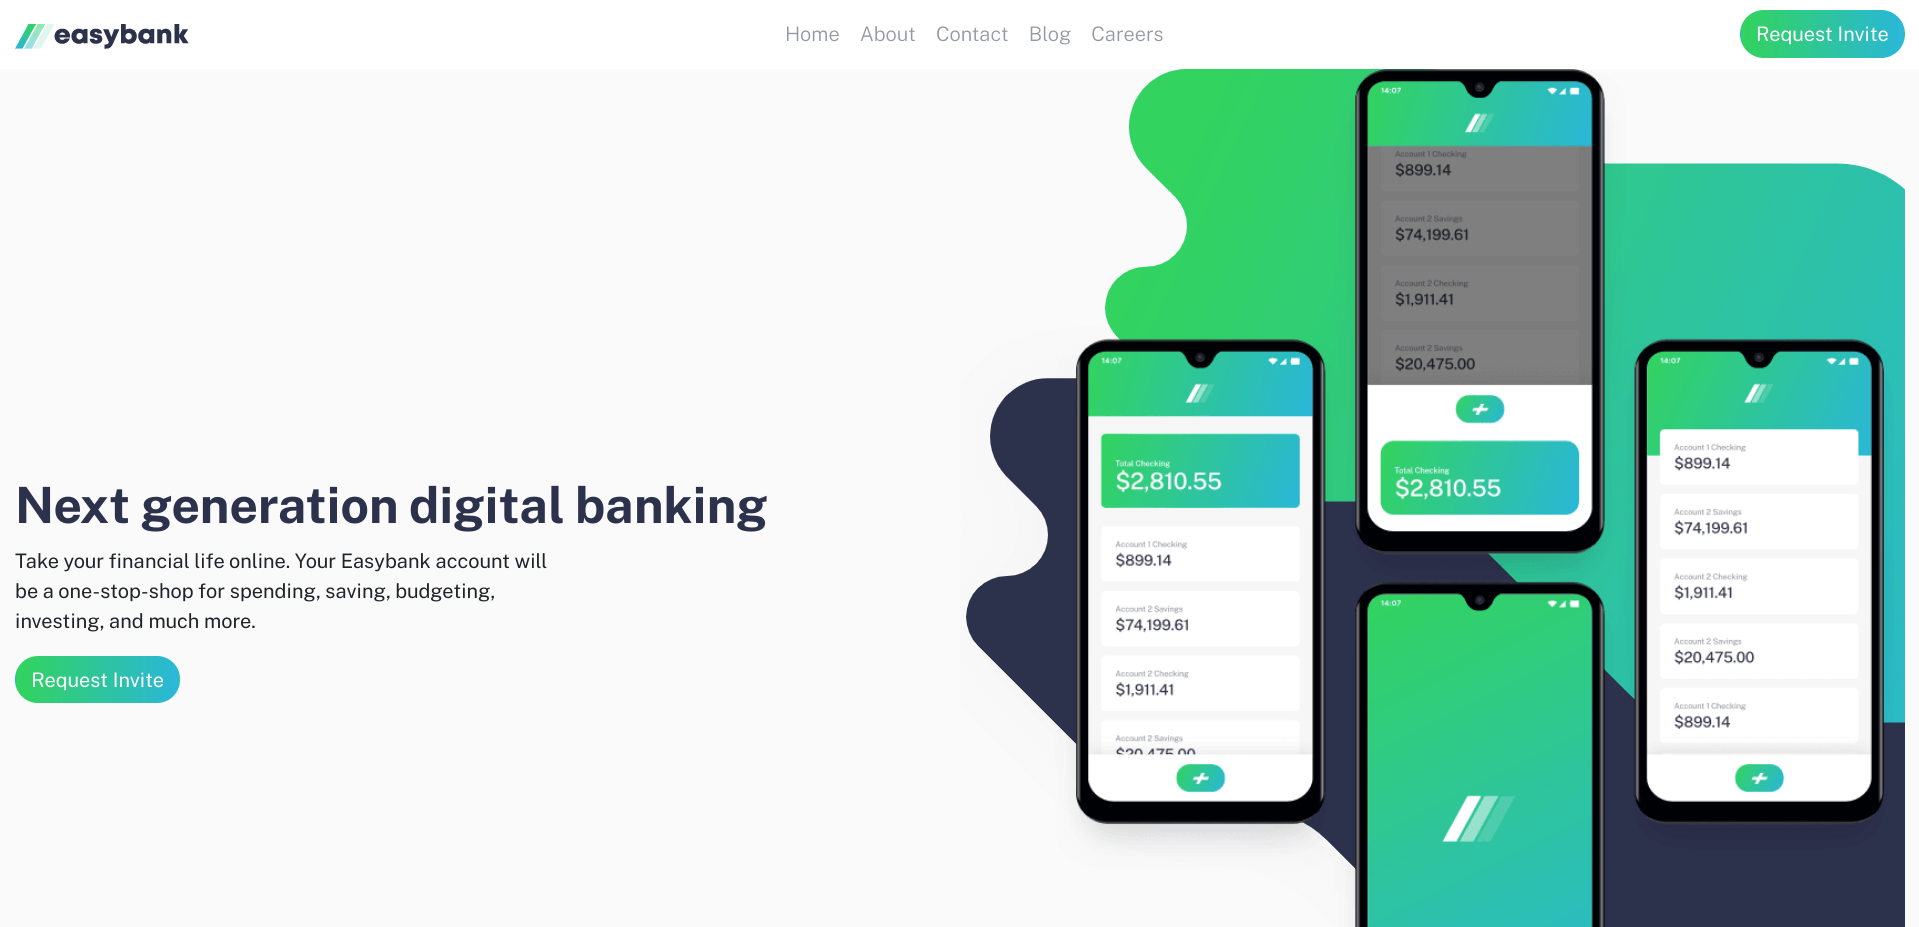 easybank
Home About Contact Blog Careers
Request Invite
Next generation digital banking
Take your financial life online. Your Easybank account will
be a one-stop-shop for spending, saving, budgeting,
investing, and much more.
Request Invite
14:07
Account 1 Checking
$899.14
Account 2 Savings
$74,199.61
Account 2 Checking
$1,911.41
Account 2 Savings
$20,475.00
Total Checking
$2,810.55
14:07
Total Checking
$2,810.55
Account 1 Checking
$899.14
Account 2 Savings
$74,199.61
Account 2 Checking
$1,911.41
Account 2 Savings
$20,475.00
14:07
Account 1 Checking
$899.14
Account 2 Savings
$74,199.61
Account 2 Checking
$1,911.41
Account 2 Savings
$20,475.00
Account 1 Checking
$899.14
14:07